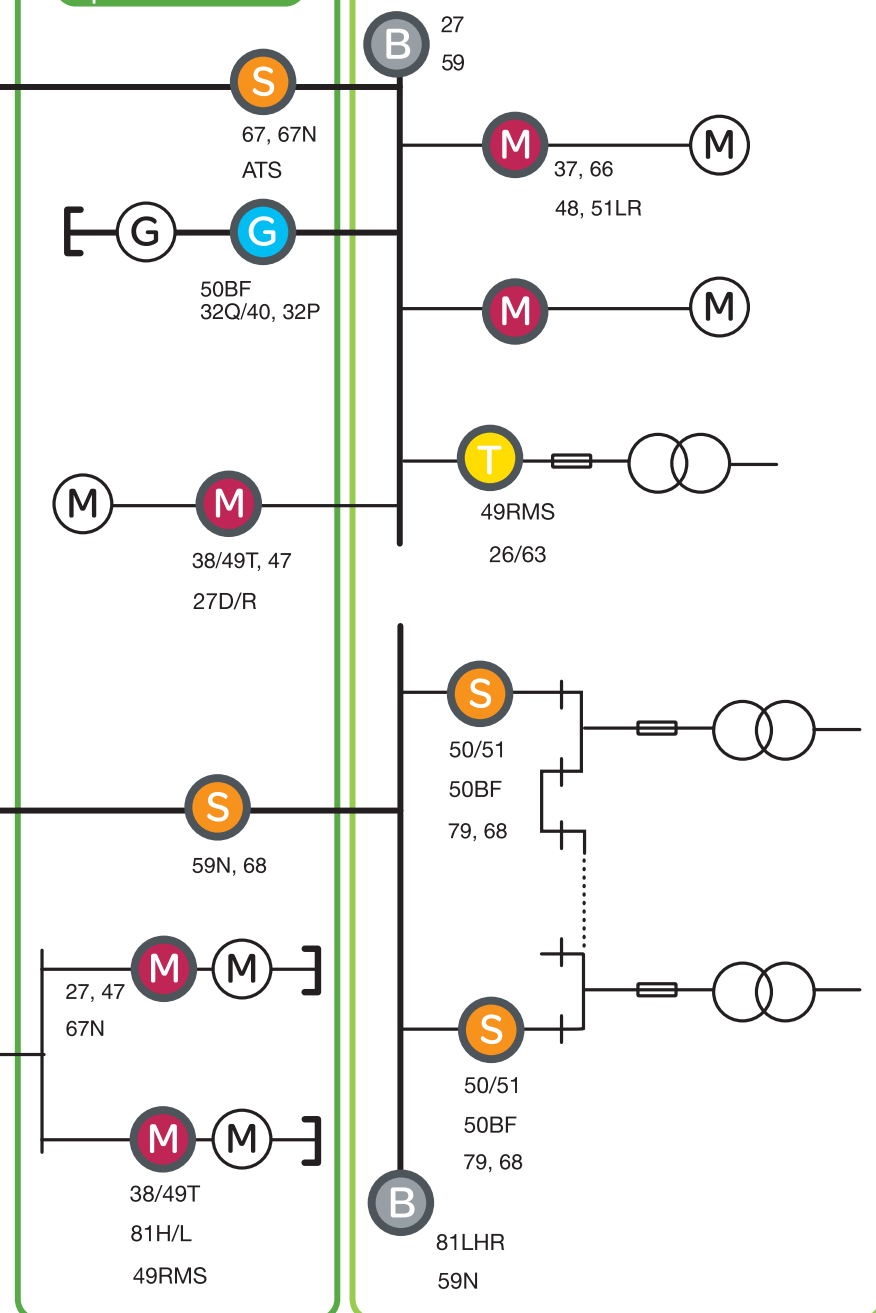 B
27
59
S
67, 67N
ATS
M
M
37, 66
48, 51LR
G
G
50BF
32Q/40, 32P
M
M
T
49RMS
26/63
M
M
38/49T, 47
27D/R
S
50/51
50BF
79, 68
S
59N, 68
M
M
27, 47
67N
S
50/51
50BF
79, 68
M
M
38/49T
81H/L
49RMS
B
81LHR
59N